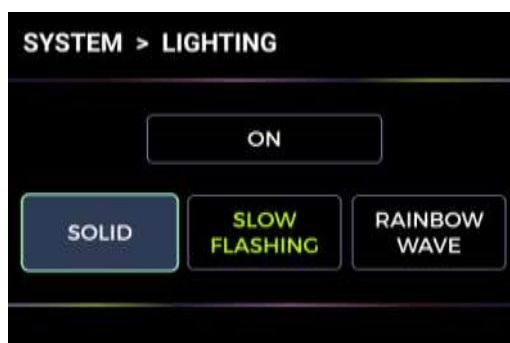 SYSTEM > LIGHTING
ON
SOLID
SLOW
FLASHING
RAINBOW
WAVE